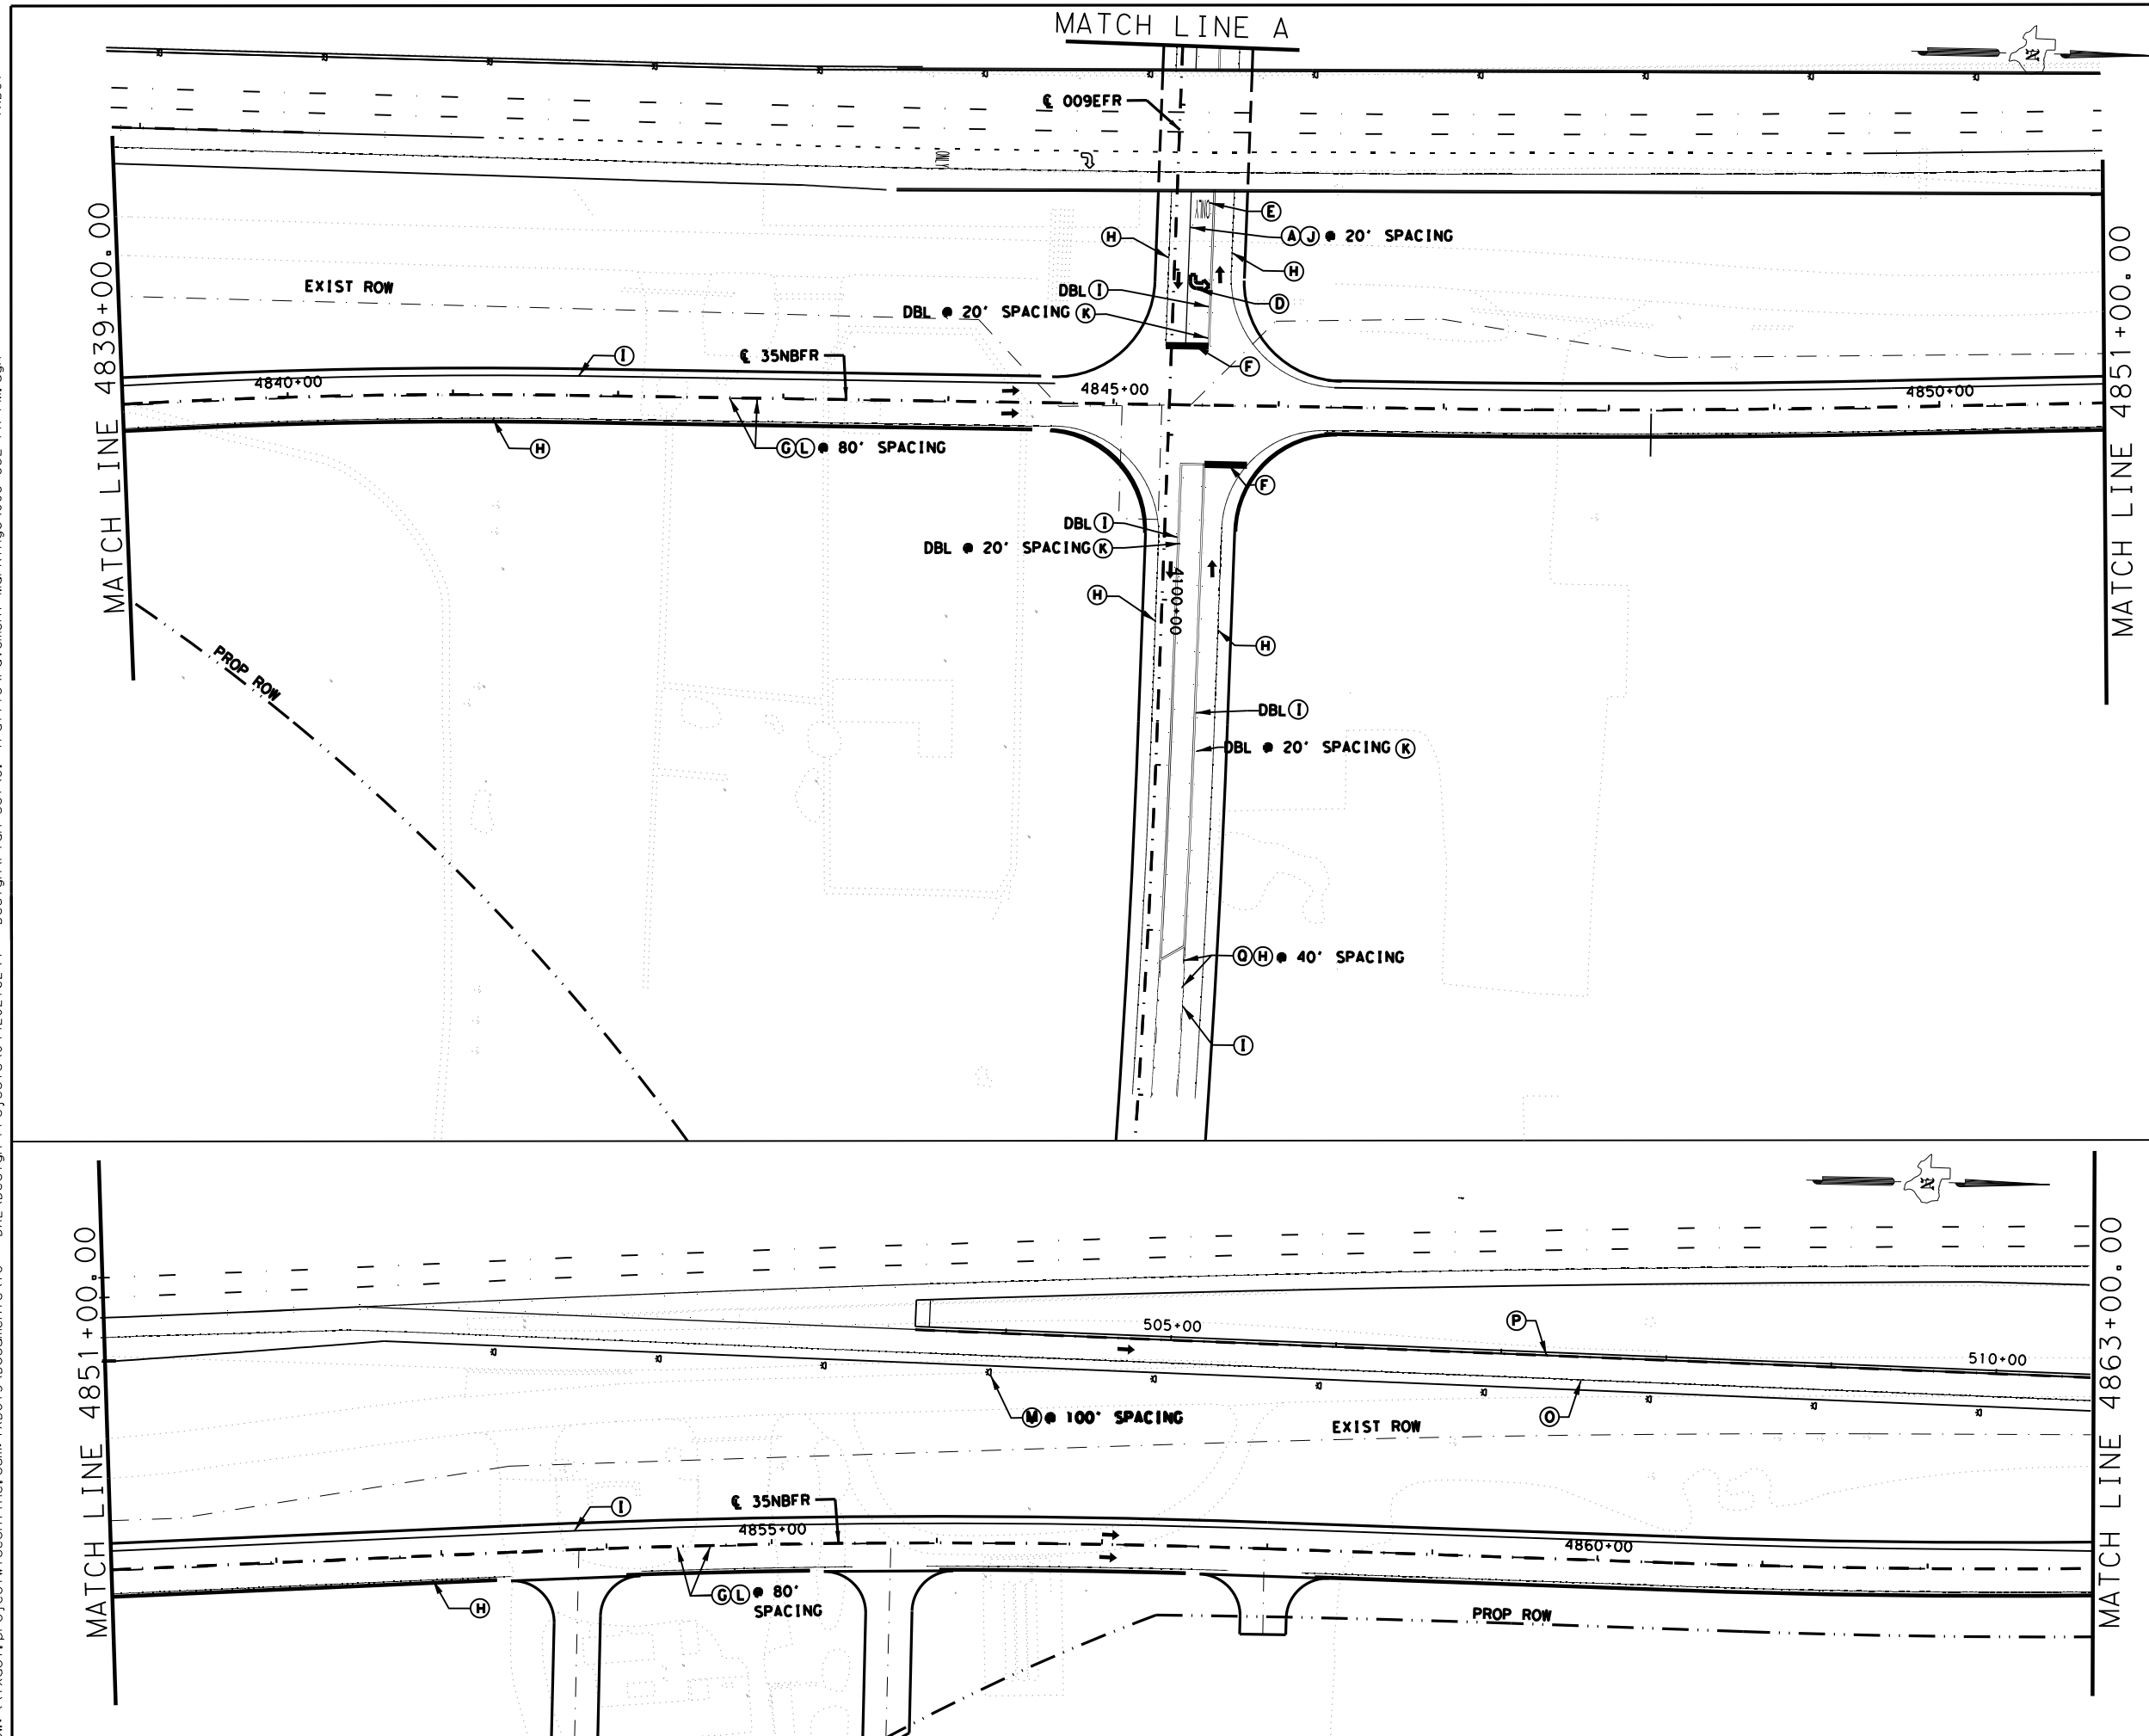 MATCH LINE A
℄ 009EFR
ONLY
ONLY
E
H
A J @ 20' SPACING
H
EXIST ROW
DBL I
D
DBL @ 20' SPACING K
MATCH LINE 4839+00.00
MATCH LINE 4851+00.00
I
℄ 35NBFR
F
4840+00
4845+00
4850+00
H
G L @ 80' SPACING
F
DBL I
DBL @ 20' SPACING K
4100+00
H
H
PROP ROW
DBL I
DBL @ 20' SPACING K
Q H @ 40' SPACING
I
MATCH LINE 4851+00.00
MATCH LINE 4863+00.00
505+00
P
510+00
M @ 100' SPACING
O
EXIST ROW
I
℄ 35NBFR
4855+00
4860+00
G L @ 80'
SPACING
H
PROP ROW